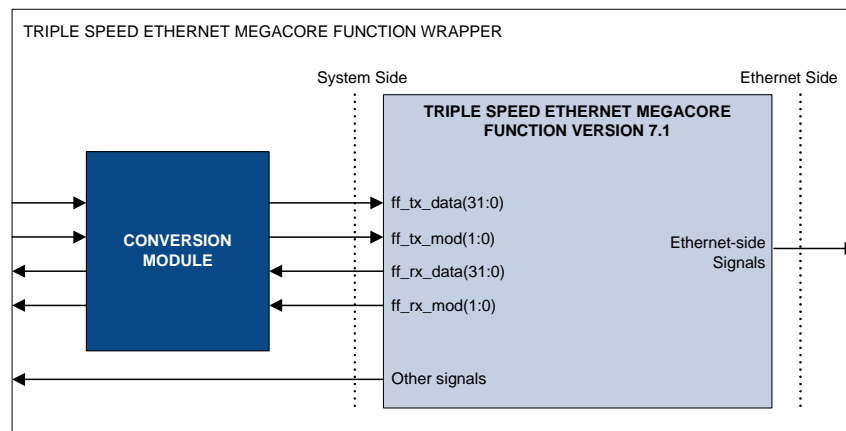 TRIPLE SPEED ETHERNET MEGACORE FUNCTION WRAPPER
System Side
Ethernet Side
TRIPLE SPEED ETHERNET MEGACORE
FUNCTION VERSION 7.1
CONVERSION
MODULE
ff_tx_data(31:0)
ff_tx_mod(1:0)
ff_rx_data(31:0)
ff_rx_mod(1:0)
Ethernet-side
Signals
Other signals